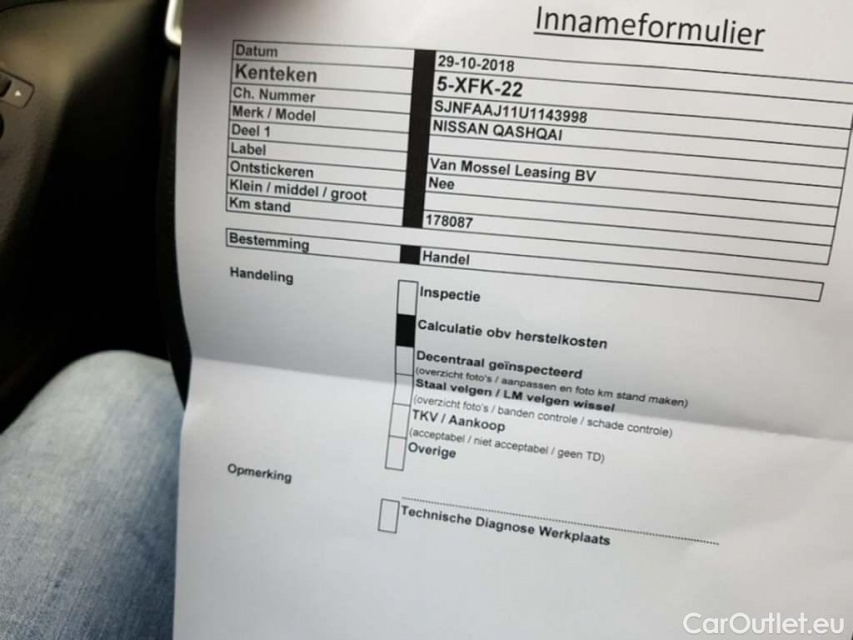 Innameformulier
Datum 29-10-2018
Kenteken 5-XFK-22
Ch. Nummer SJNFAAJ11U1143998
Merk / Model NISSAN QASHQAI
Deel 1
Label Van Mossel Leasing BV
Ontstickeren Nee
Klein / middel / groot
Km stand 178087
Bestemming Handel
Handeling
Inspectie
Calculatie obv herstelkosten
Decentraal geïnspecteerd
(overzicht foto's / aanpassen en foto km stand maken)
Staal velgen / LM velgen wissel
(overzicht foto's / banden controle / schade controle)
TKV / Aankoop
(acceptabel / niet acceptabel / geen TD)
Overige
Opmerking
Technische Diagnose Werkplaats
CarOutlet.eu